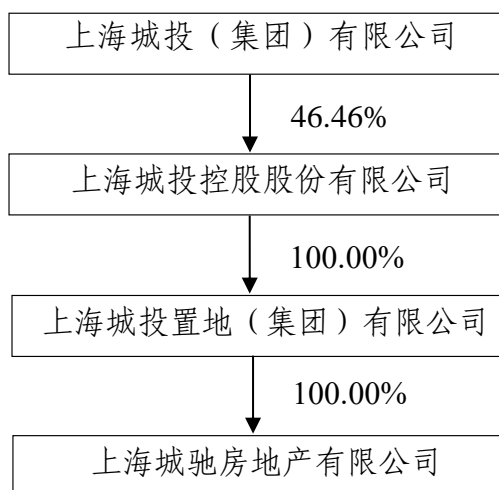 上海城投（集团）有限公司
46.46%
上海城投控股股份有限公司
100.00%
上海城投置地（集团）有限公司
100.00%
上海城驰房地产有限公司